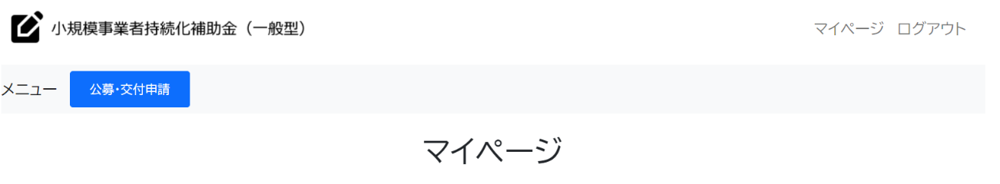 小規模事業者持続化補助金（一般型）
マイページ ログアウト
メニュー 公募・交付申請
マイページ